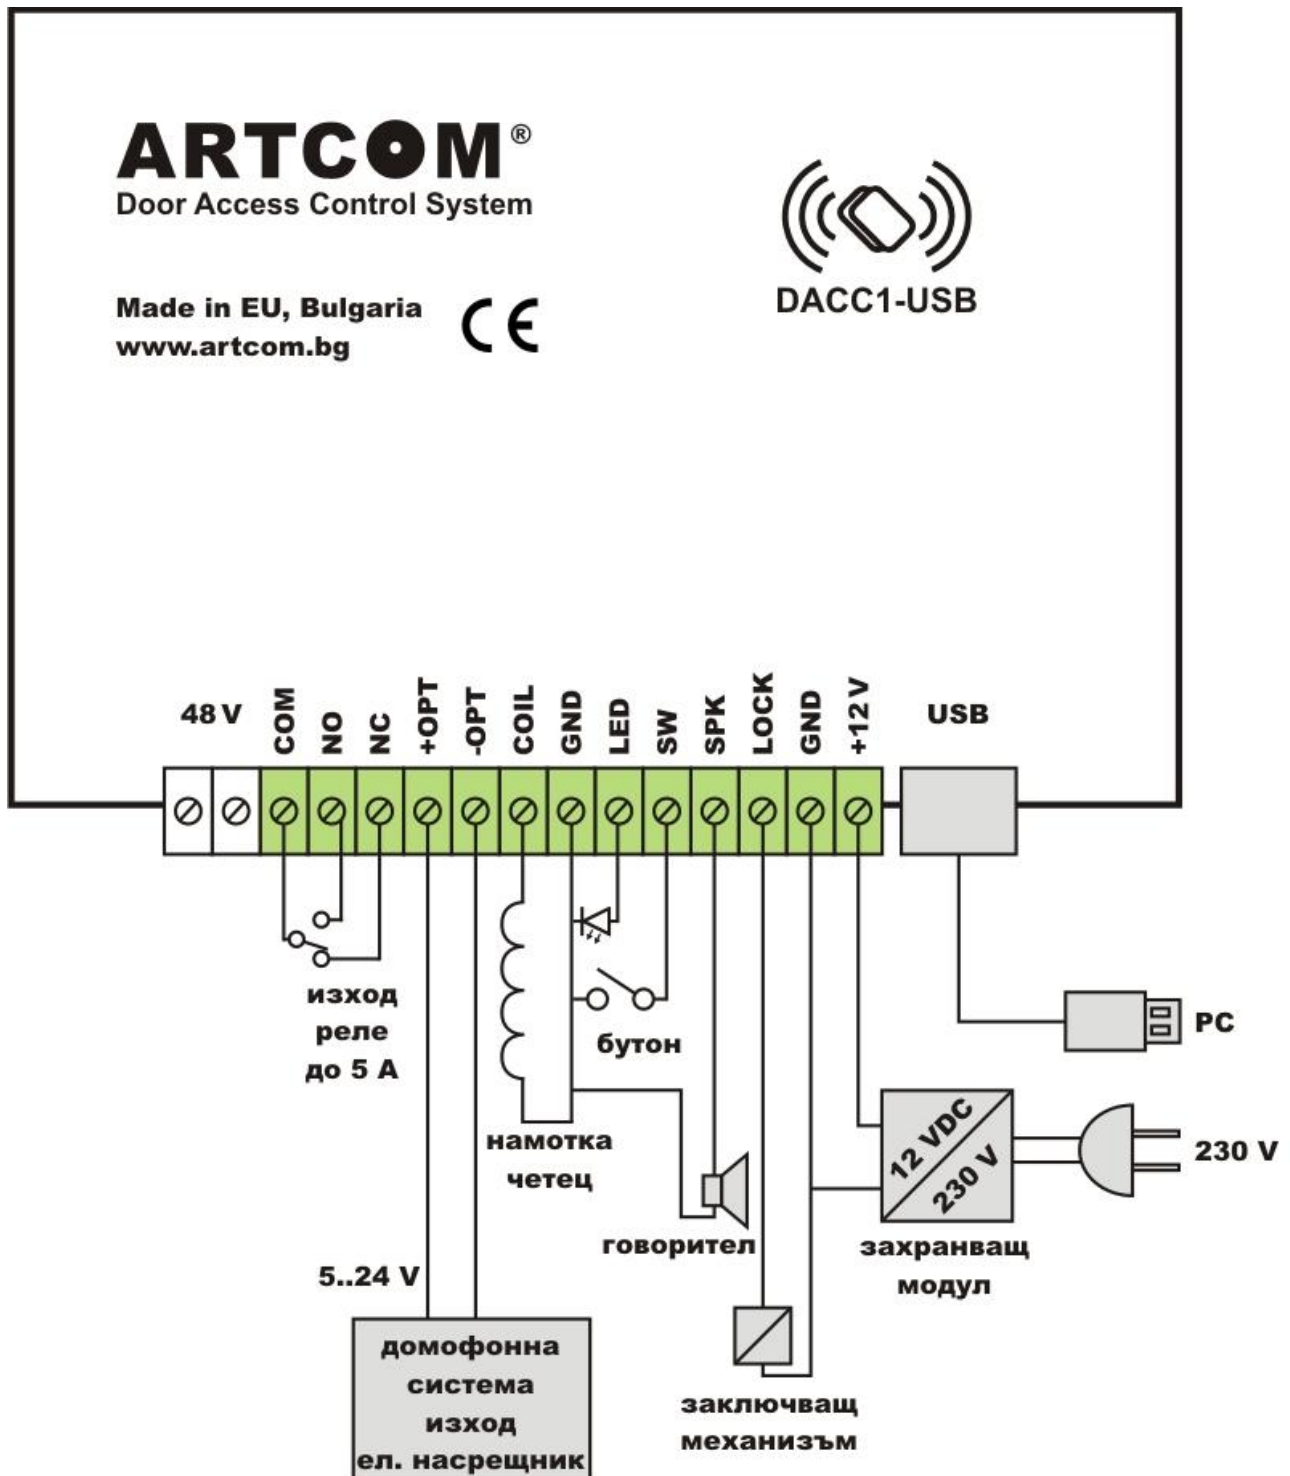 ARTCOM®
Door Access Control System
Made in EU, Bulgaria
www.artcom.bg
CE
DACC1-USB
48 V
COM
NO
NC
+OPT
-OPT
COIL
GND
LED
SW
SPK
LOCK
GND
+12 V
USB
изход
реле
до 5 А
бутон
PC
намотка
четец
12 VDC
230 V
230 V
говорител
захранващ
модул
5..24 V
домофонна
система
изход
ел. насрещник
заключващ
механизъм